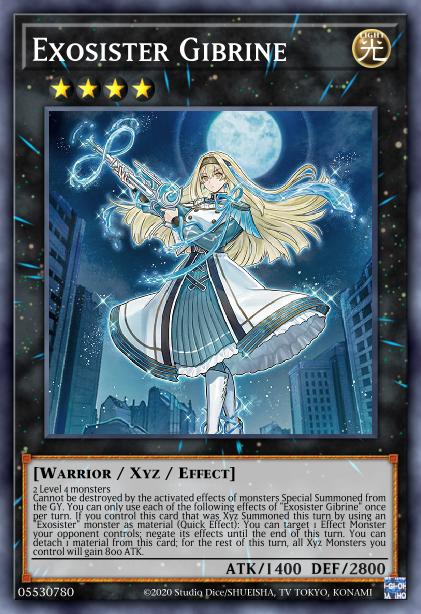 EXOSISTER GIBRINE
LIGHT
光
[WARRIOR / XYZ / EFFECT]
2 Level 4 monsters
Cannot be destroyed by the activated effects of monsters Special Summoned from
the GY. You can only use each of the following effects of "Exosister Gibrine" once
per turn. If you control this card that was Xyz Summoned this turn by using an
"Exosister" monster as material (Quick Effect): You can target 1 Effect Monster
your opponent controls; negate its effects until the end of this turn. You can
detach 1 material from this card; for the rest of this turn, all Xyz Monsters you
control will gain 800 ATK.
ATK/1400 DEF/2800
05530780
©2020 Studio Dice/SHUEISHA, TV TOKYO, KONAMI